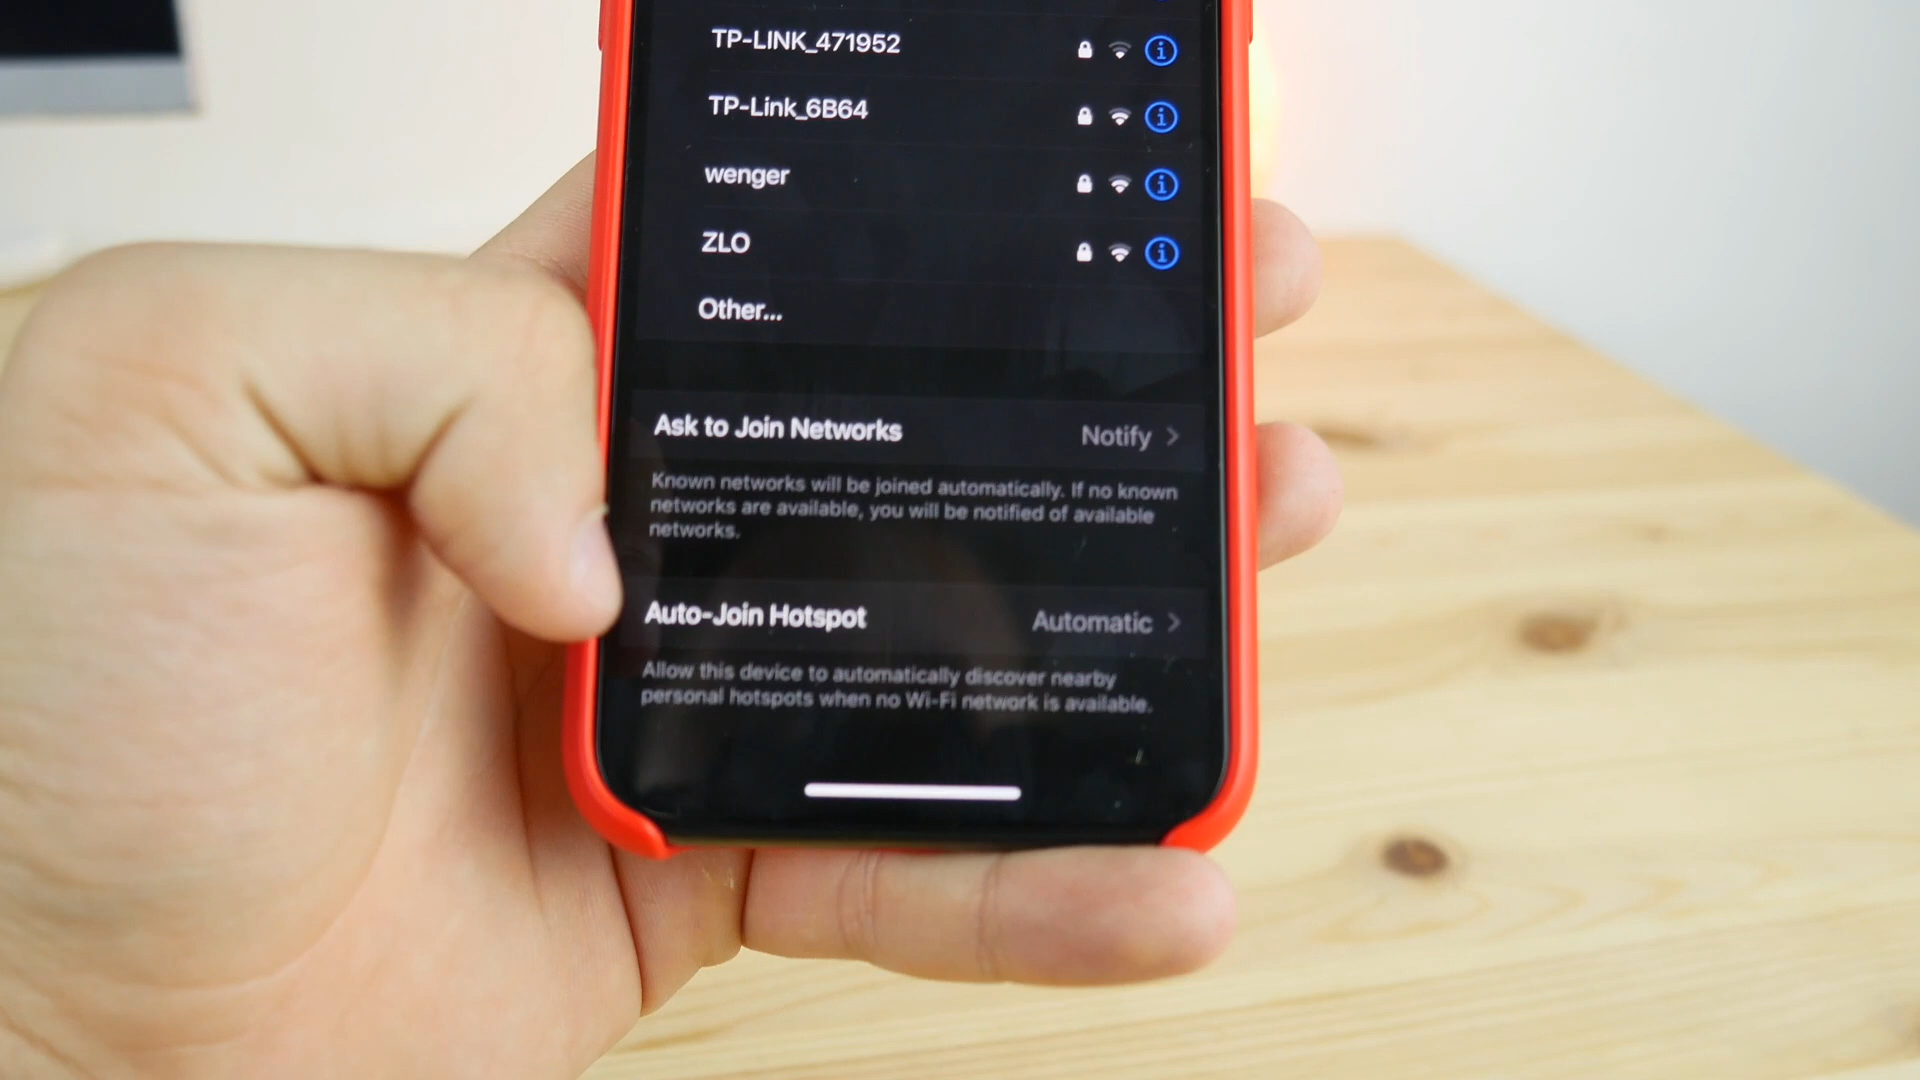 TP-LINK_471952
TP-Link_6B64
wenger
ZLO
Other...
Ask to Join Networks Notify
Known networks will be joined automatically. If no known
networks are available, you will be notified of available
networks.
Auto-Join Hotspot Automatic
Allow this device to automatically discover nearby
personal hotspots when no Wi-Fi network is available.